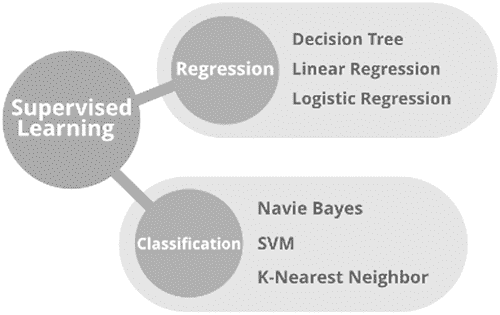 Supervised
Learning
Regression
Decision Tree
Linear Regression
Logistic Regression
Classification
Navie Bayes
SVM
K-Nearest Neighbor